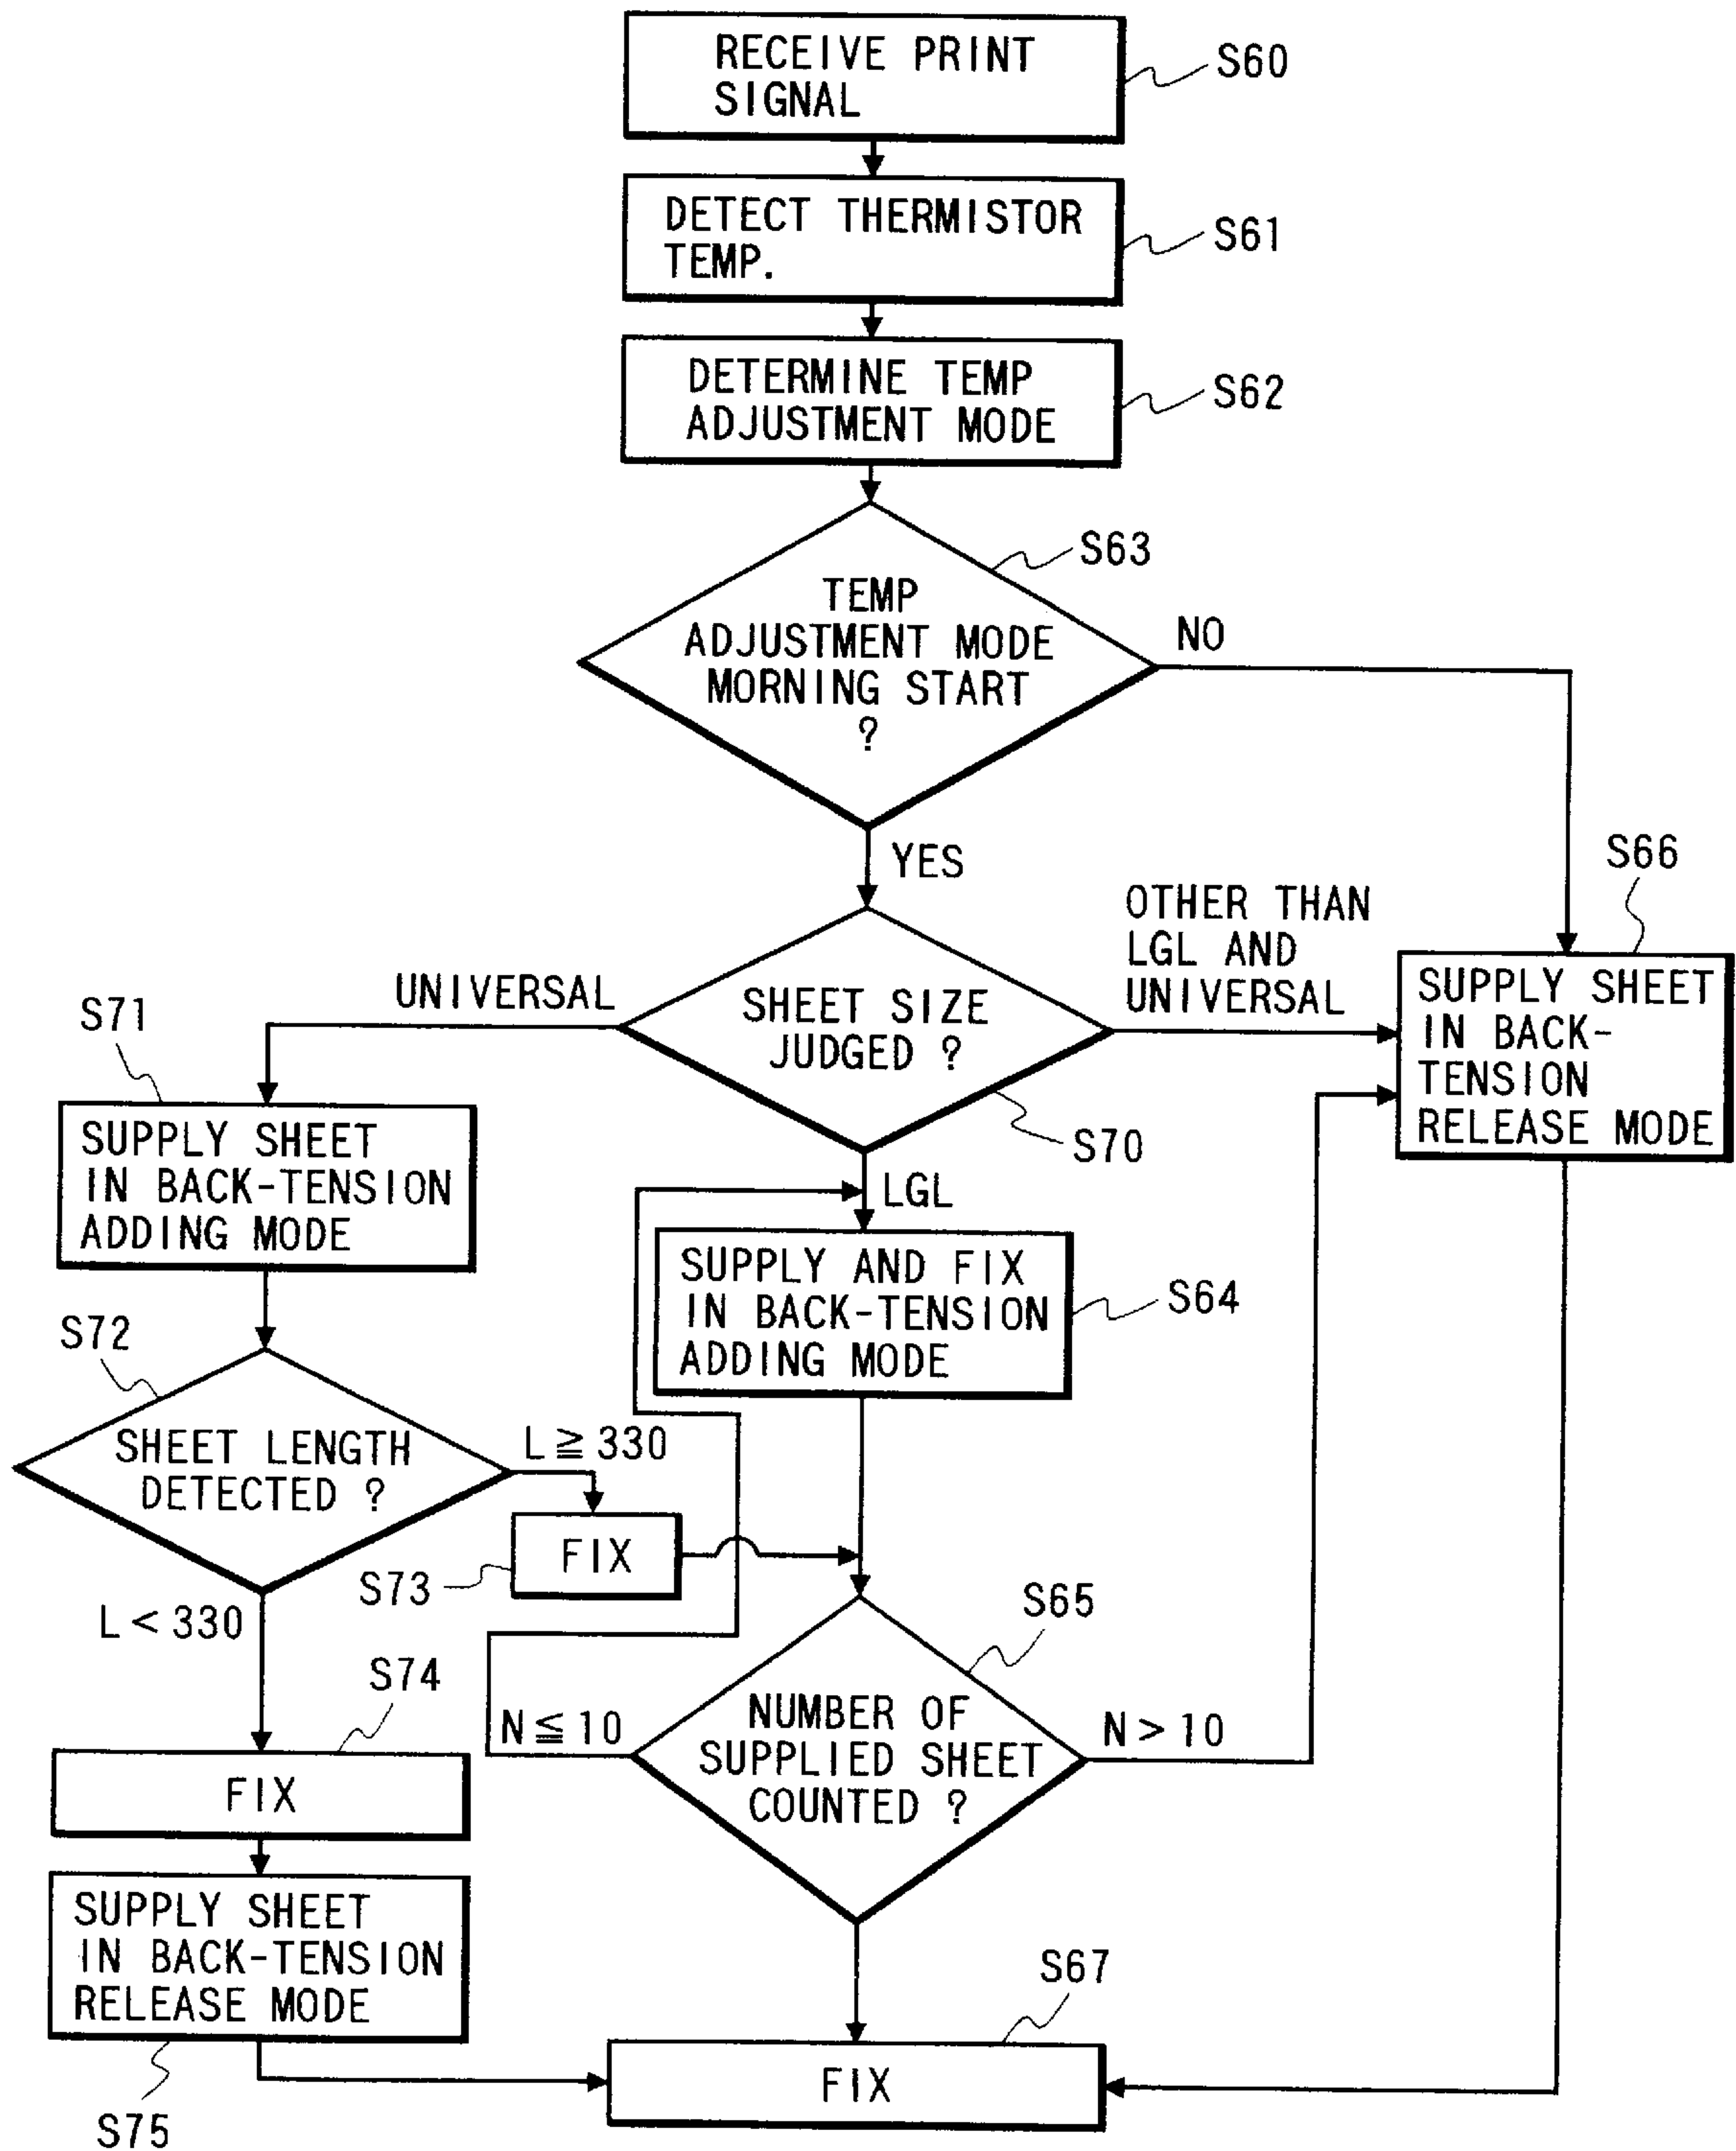 RECEIVE PRINT
SIGNAL
S60
DETECT THERMISTOR
TEMP.
S61
DETERMINE TEMP
ADJUSTMENT MODE
S62
S63
TEMP
ADJUSTMENT MODE
MORNING START
?
NO
YES
S66
SUPPLY SHEET
IN BACK-
TENSION
RELEASE MODE
OTHER THAN
LGL AND
UNIVERSAL
UNIVERSAL
SHEET SIZE
JUDGED ?
S70
S71
SUPPLY SHEET
IN BACK-TENSION
ADDING MODE
LGL
SUPPLY AND FIX
IN BACK-TENSION
ADDING MODE
S64
S72
SHEET LENGTH
DETECTED ?
L ≧ 330
FIX
S73
L < 330
S65
NUMBER OF
SUPPLIED SHEET
COUNTED ?
N ≦ 10
N > 10
S74
FIX
SUPPLY SHEET
IN BACK-TENSION
RELEASE MODE
S75
S67
FIX